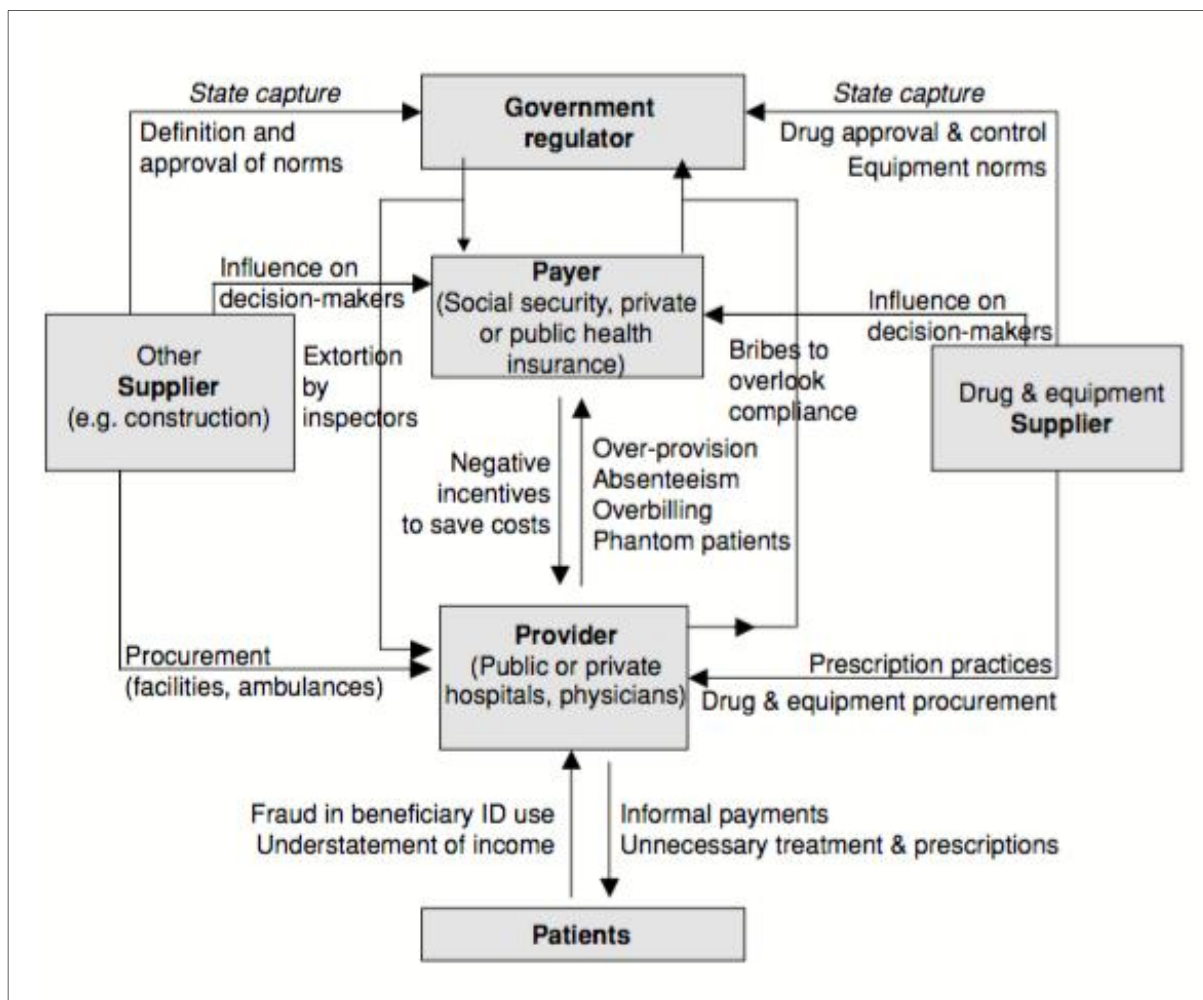 State capture
Definition and
approval of norms
Government
regulator
State capture
Drug approval & control
Equipment norms
Influence on
decision-makers
Payer
(Social security, private
or public health
insurance)
Influence on
decision-makers
Other
Supplier
(e.g. construction)
Extortion
by
inspectors
Bribes to
overlook
compliance
Drug & equipment
Supplier
Negative
incentives
to save costs
Over-provision
Absenteeism
Overbilling
Phantom patients
Procurement
(facilities, ambulances)
Provider
(Public or private
hospitals, physicians)
Prescription practices
Drug & equipment procurement
Fraud in beneficiary ID use
Understatement of income
Informal payments
Unnecessary treatment & prescriptions
Patients